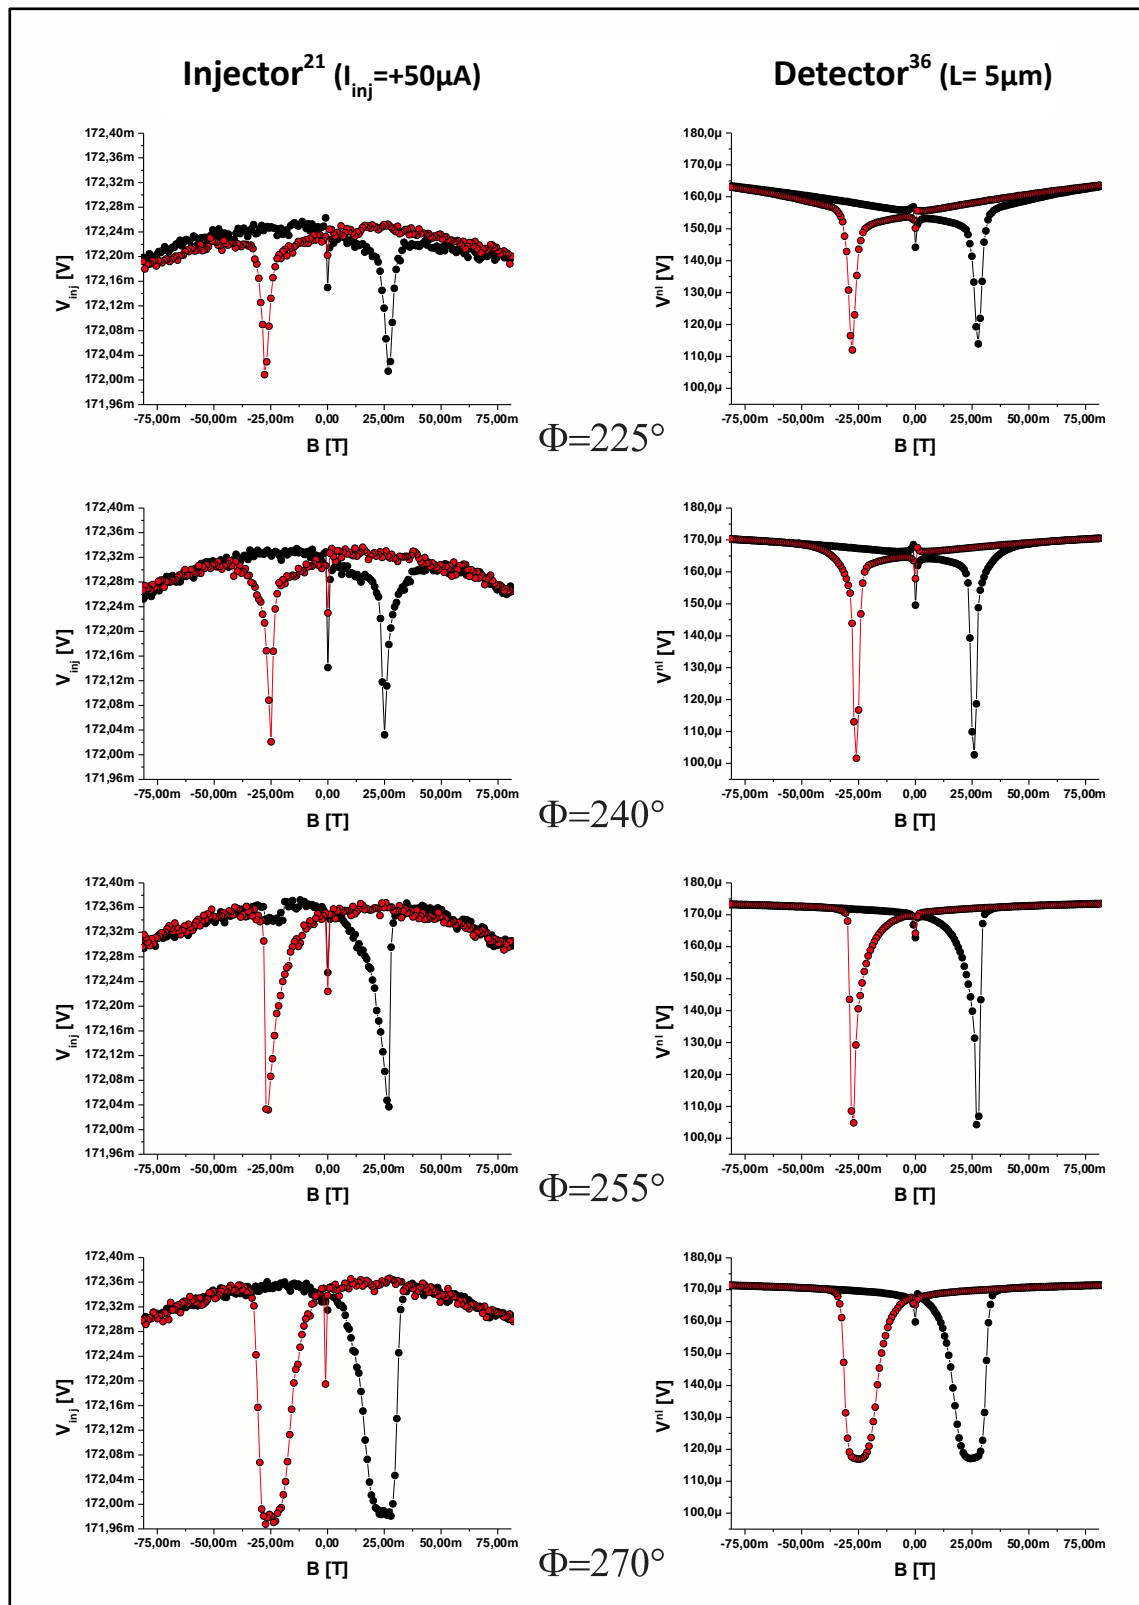 Injector²¹ (I_inj=+50µA)
Detector³⁶ (L= 5µm)
172,40m
172,36m
172,32m
172,28m
172,24m
172,20m
172,16m
172,12m
172,08m
172,04m
172,00m
171,96m
V_inj [V]
-75,00m -50,00m -25,00m 0,00 25,00m 50,00m 75,00m
B [T]
180,0µ
170,0µ
160,0µ
150,0µ
140,0µ
130,0µ
120,0µ
110,0µ
100,0µ
V^nl [V]
-75,00m -50,00m -25,00m 0,00 25,00m 50,00m 75,00m
B [T]
Φ=225°
172,40m
172,36m
172,32m
172,28m
172,24m
172,20m
172,16m
172,12m
172,08m
172,04m
172,00m
171,96m
V_inj [V]
-75,00m -50,00m -25,00m 0,00 25,00m 50,00m 75,00m
B [T]
180,0µ
170,0µ
160,0µ
150,0µ
140,0µ
130,0µ
120,0µ
110,0µ
100,0µ
V^nl [V]
-75,00m -50,00m -25,00m 0,00 25,00m 50,00m 75,00m
B [T]
Φ=240°
172,40m
172,36m
172,32m
172,28m
172,24m
172,20m
172,16m
172,12m
172,08m
172,04m
172,00m
171,96m
V_inj [V]
-75,00m -50,00m -25,00m 0,00 25,00m 50,00m 75,00m
B [T]
180,0µ
170,0µ
160,0µ
150,0µ
140,0µ
130,0µ
120,0µ
110,0µ
100,0µ
V^nl [V]
-75,00m -50,00m -25,00m 0,00 25,00m 50,00m 75,00m
B [T]
Φ=255°
172,40m
172,36m
172,32m
172,28m
172,24m
172,20m
172,16m
172,12m
172,08m
172,04m
172,00m
171,96m
V_inj [V]
-75,00m -50,00m -25,00m 0,00 25,00m 50,00m 75,00m
B [T]
180,0µ
170,0µ
160,0µ
150,0µ
140,0µ
130,0µ
120,0µ
110,0µ
100,0µ
V^nl [V]
-75,00m -50,00m -25,00m 0,00 25,00m 50,00m 75,00m
B [T]
Φ=270°